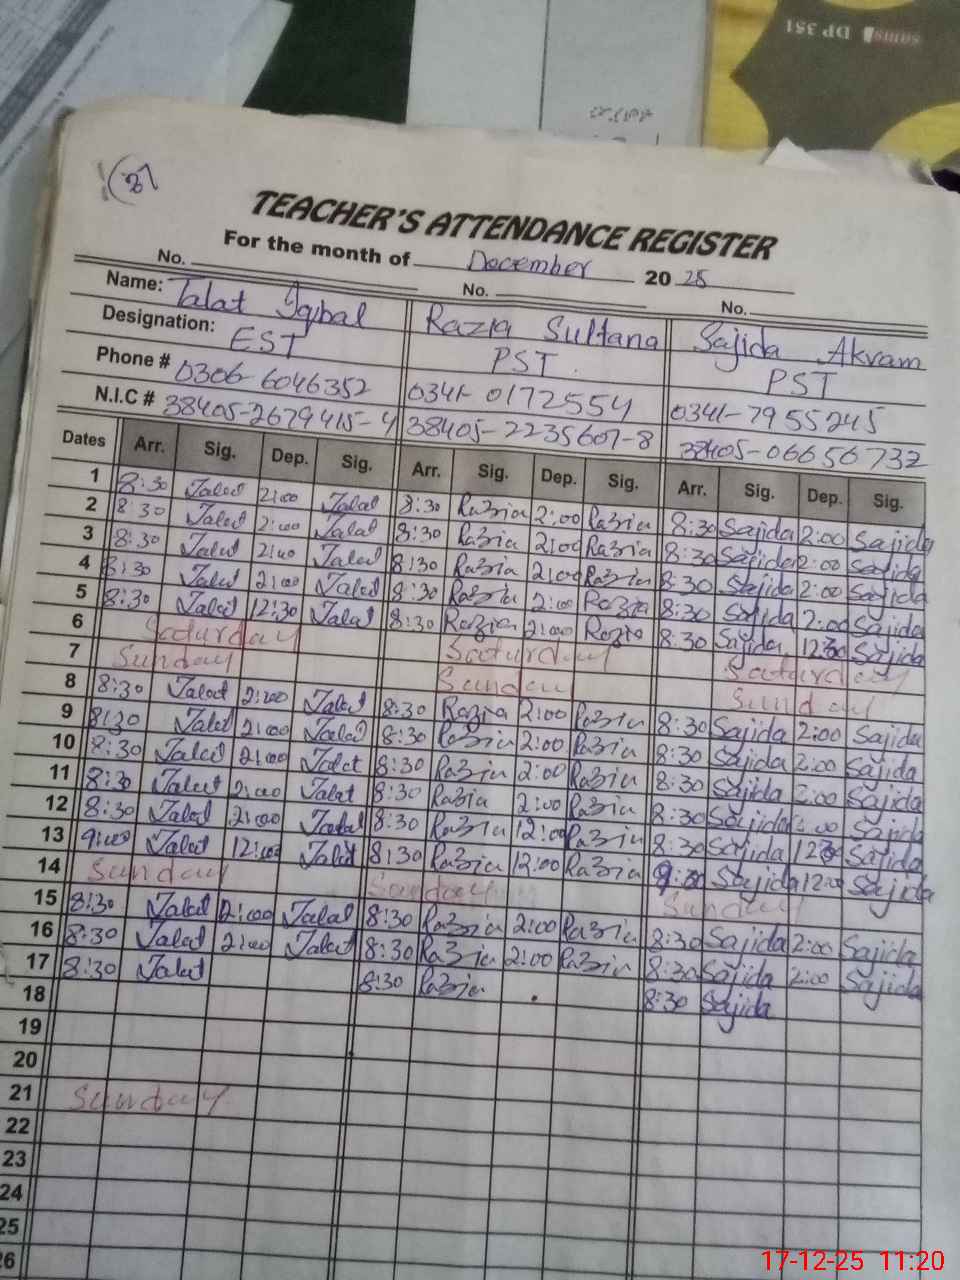 sams DP 351
TEACHER'S ATTENDANCE REGISTER
For the month of December 20 25
No. No. No.
Name: Talat Iqbal Razia Sultana Sajida Akram
Designation: EST PST PST
Phone # 0306-6046352 0341-0172554 0341-7955245
N.I.C # 38405-2679415-4 38405-2235607-8 38405-06656732
Dates Arr. Sig. Dep. Sig. Arr. Sig. Dep. Sig. Arr. Sig. Dep. Sig.
1 8:30 Talat 2:00 Talat 8:30 Razia 2:00 Razia 8:30 Sajida 2:00 Sajida
2 8:30 Talat 2:00 Talat 8:30 Razia 2:00 Razia 8:30 Sajida 2:00 Sajida
3 8:30 Talat 2:00 Talat 8:30 Razia 2:00 Razia 8:30 Sajida 2:00 Sajida
4 8:30 Talat 2:00 Talat 8:30 Razia 2:00 Razia 8:30 Sajida 2:00 Sajida
5 8:30 Talat 12:30 Talat 8:30 Razia 2:00 Razia 8:30 Sajida 12:30 Sajida
6 Saturday Saturday Saturday
7 Sunday Sunday Sunday
8 8:30 Talat 2:00 Talat 8:30 Razia 2:00 Razia 8:30 Sajida 2:00 Sajida
9 8:30 Talat 2:00 Talat 8:30 Razia 2:00 Razia 8:30 Sajida 2:00 Sajida
10 8:30 Talat 2:00 Talat 8:30 Razia 2:00 Razia 8:30 Sajida 2:00 Sajida
11 8:30 Talat 2:00 Talat 8:30 Razia 2:00 Razia 8:30 Sajida 2:00 Sajida
12 8:30 Talat 2:00 Talat 8:30 Razia 12:00 Razia 8:30 Sajida 12:30 Sajida
13 9:00 Talat 12:00 Talat 8:30 Razia 12:00 Razia 9:00 Sajida 12:00 Sajida
14 Sunday Sunday Sunday
15 8:30 Talat 2:00 Talat 8:30 Razia 2:00 Razia 8:30 Sajida 2:00 Sajida
16 8:30 Talat 2:00 Talat 8:30 Razia 2:00 Razia 8:30 Sajida 2:00 Sajida
17 8:30 Talat 8:30 Razia 8:30 Sajida
18
19
20
21 Sunday
22
23
24
25
26
17-12-25 11:20